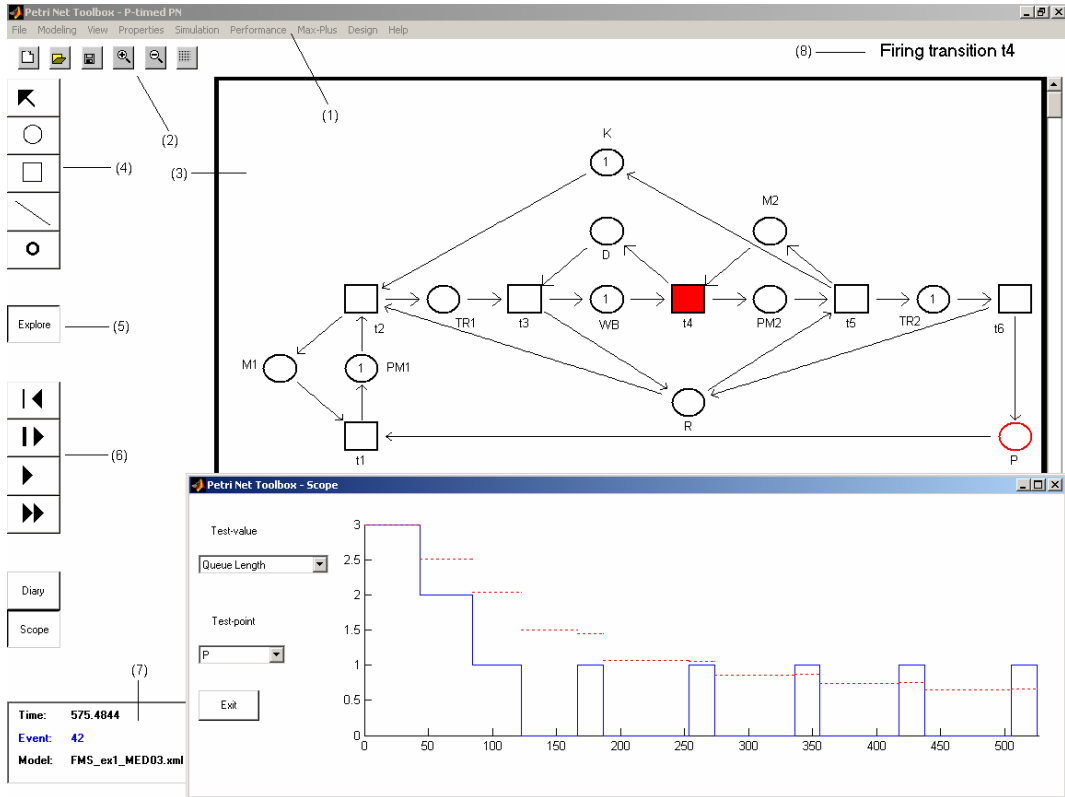 Petri Net Toolbox - P-timed PN
File Modeling View Properties Simulation Performance Max-Plus Design Help
(8) Firing transition t4
(1)
(2)
(3)
(4)
K
1
M2
D
t2
TR1
t3
1
WB
t4
PM2
t5
1
TR2
t6
Explore
(5)
M1
1
PM1
R
t1
P
(6)
Petri Net Toolbox - Scope
Test-value
Queue Length
Test-point
P
Exit
3
2.5
2
1.5
1
0.5
0
0 50 100 150 200 250 300 350 400 450 500
Diary
Scope
(7)
Time: 575.4844
Event: 42
Model: FMS_ex1_MED03.xml